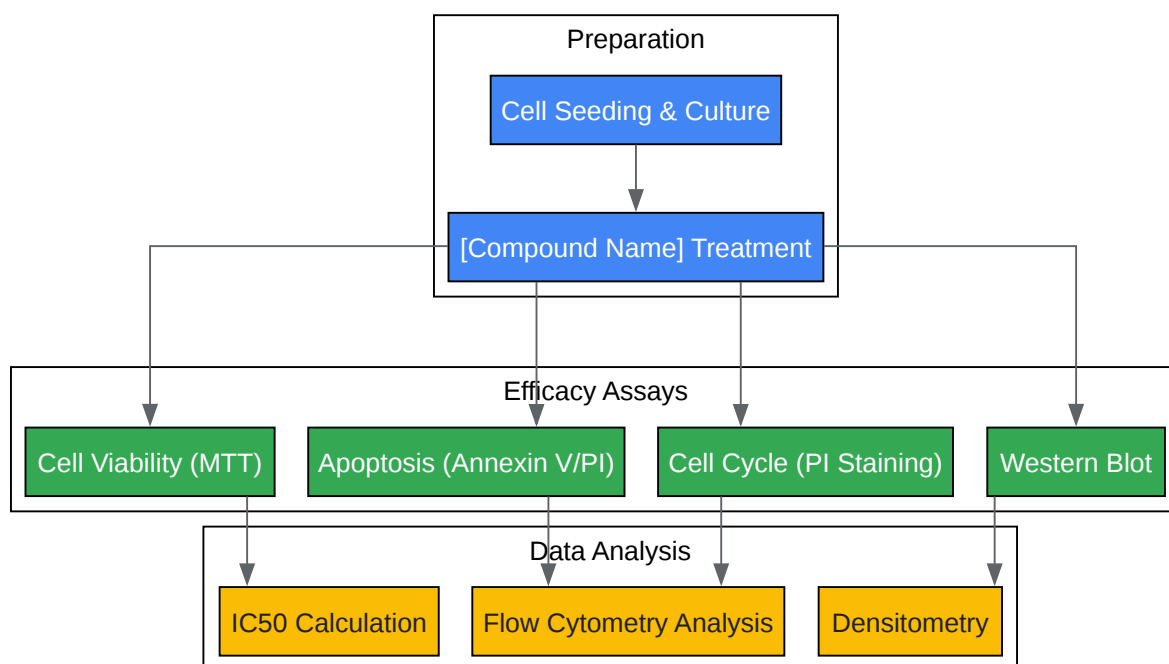 Preparation
Cell Seeding & Culture
[Compound Name] Treatment
Efficacy Assays
Cell Viability (MTT)
Apoptosis (Annexin V/PI)
Cell Cycle (PI Staining)
Western Blot
Data Analysis
IC50 Calculation
Flow Cytometry Analysis
Densitometry